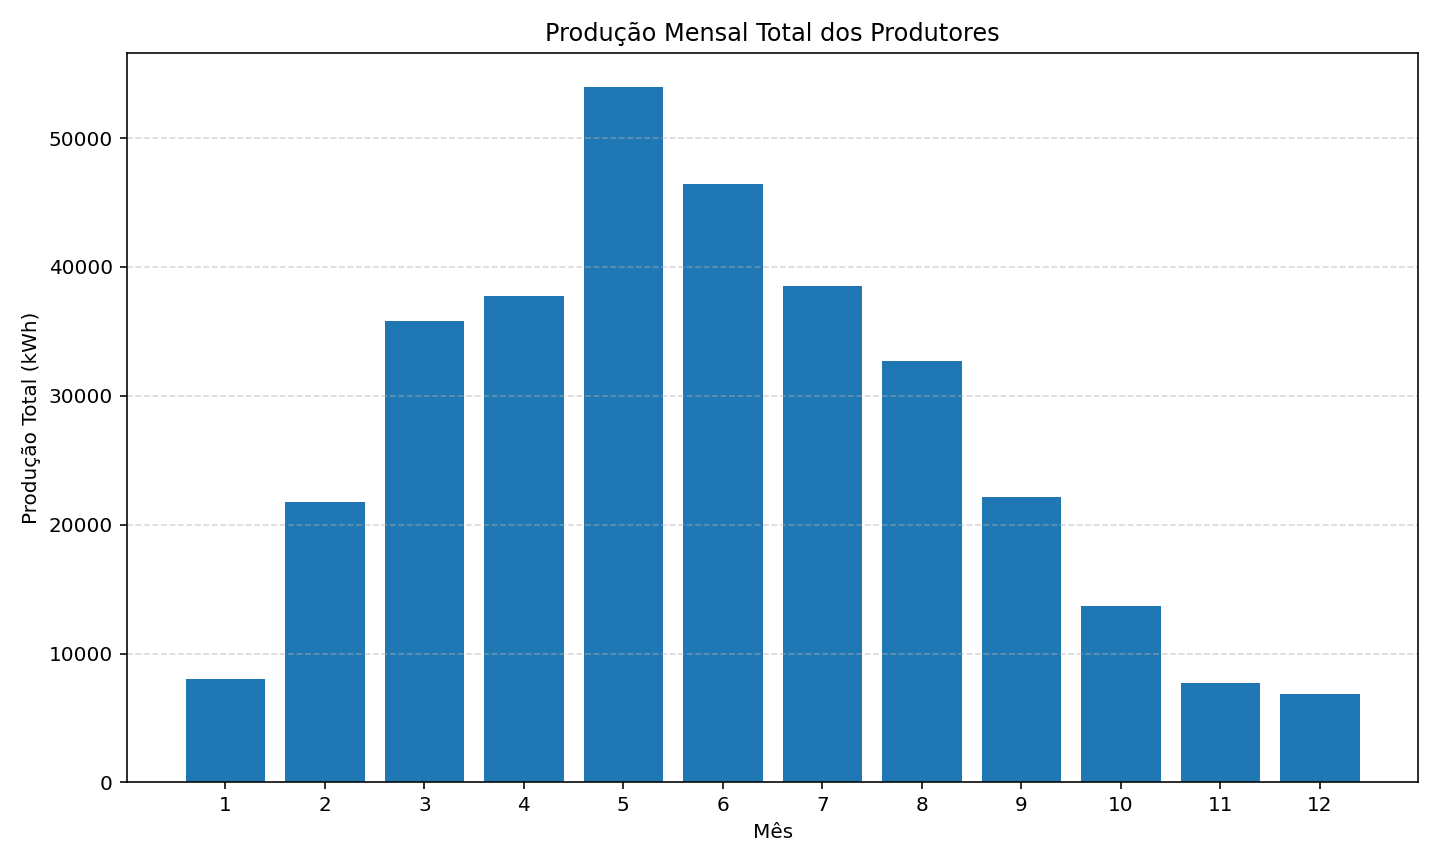 Produção Mensal Total dos Produtores
Produção Total (kWh)
50000
40000
30000
20000
10000
0
1 2 3 4 5 6 7 8 9 10 11 12
Mês